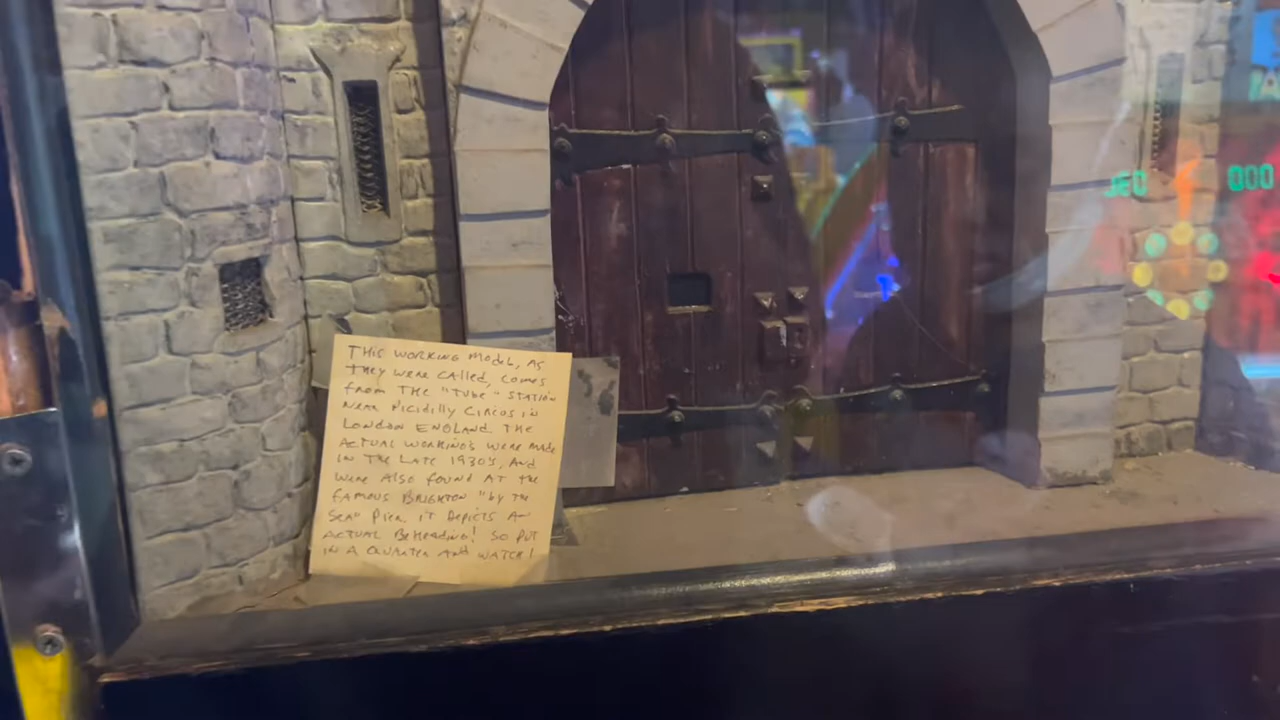 THIS WORKING MODEL, AS
THEY WERE CALLED, COMES
FROM THE "TUBE" STATION
NEAR PICIDILLY CIRCUS IN
LONDON ENGLAND. THE
ACTUAL WORKINGS WERE MADE
IN THE LATE 1930'S, AND
WERE ALSO FOUND AT THE
FAMOUS BRIGHTON "BY THE
SEA" PIER. IT DEPICTS AN
ACTUAL BEHEADING! SO PUT
IN A QUARTER AND WATCH!
000